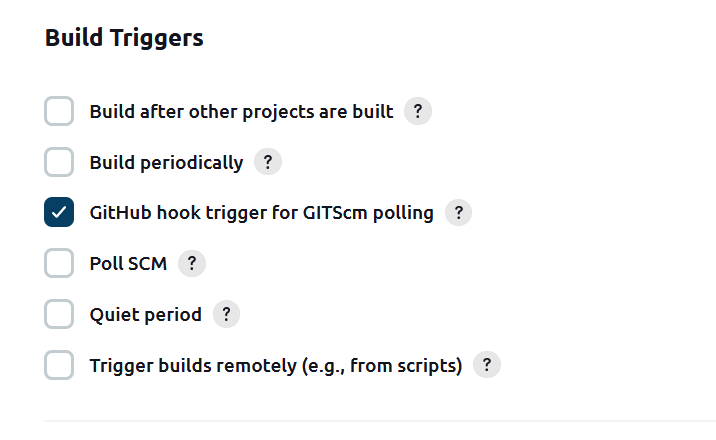 Build Triggers
Build after other projects are built ?
Build periodically ?
GitHub hook trigger for GITScm polling ?
Poll SCM ?
Quiet period ?
Trigger builds remotely (e.g., from scripts) ?